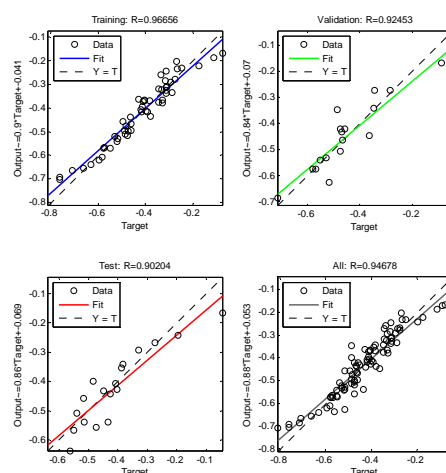 Training: R=0.96656
Data
Fit
Y = T
-0.1
-0.2
-0.3
-0.4
-0.5
-0.6
-0.7
-0.8
-0.8 -0.6 -0.4 -0.2
Target
Output~=0.9*Target+-0.041
Validation: R=0.92453
Data
Fit
Y = T
-0.1
-0.2
-0.3
-0.4
-0.5
-0.6
-0.7
-0.6 -0.4 -0.2
Target
Output~=0.84*Target+-0.07
Test: R=0.90204
Data
Fit
Y = T
-0.1
-0.2
-0.3
-0.4
-0.5
-0.6
-0.6 -0.4 -0.2
Target
Output~=0.86*Target+-0.069
All: R=0.94678
Data
Fit
Y = T
-0.1
-0.2
-0.3
-0.4
-0.5
-0.6
-0.7
-0.8
-0.8 -0.6 -0.4 -0.2
Target
Output~=0.88*Target+-0.053